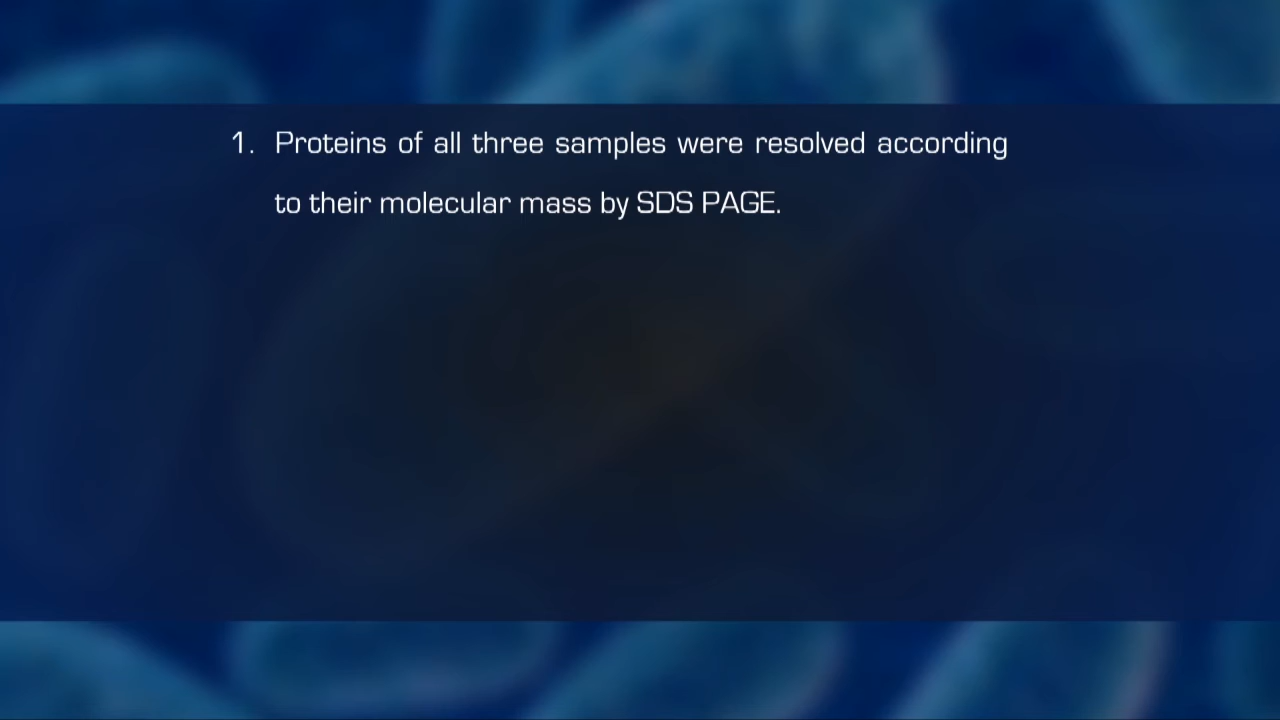 1. Proteins of all three samples were resolved according
to their molecular mass by SDS PAGE.